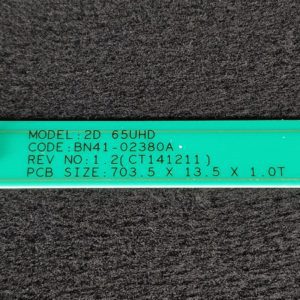 MODEL:2D 65UHD
CODE:BN41-02380A
REV NO:1.2(CT141211)
PCB SIZE:703.5 X 13.5 X 1.0T